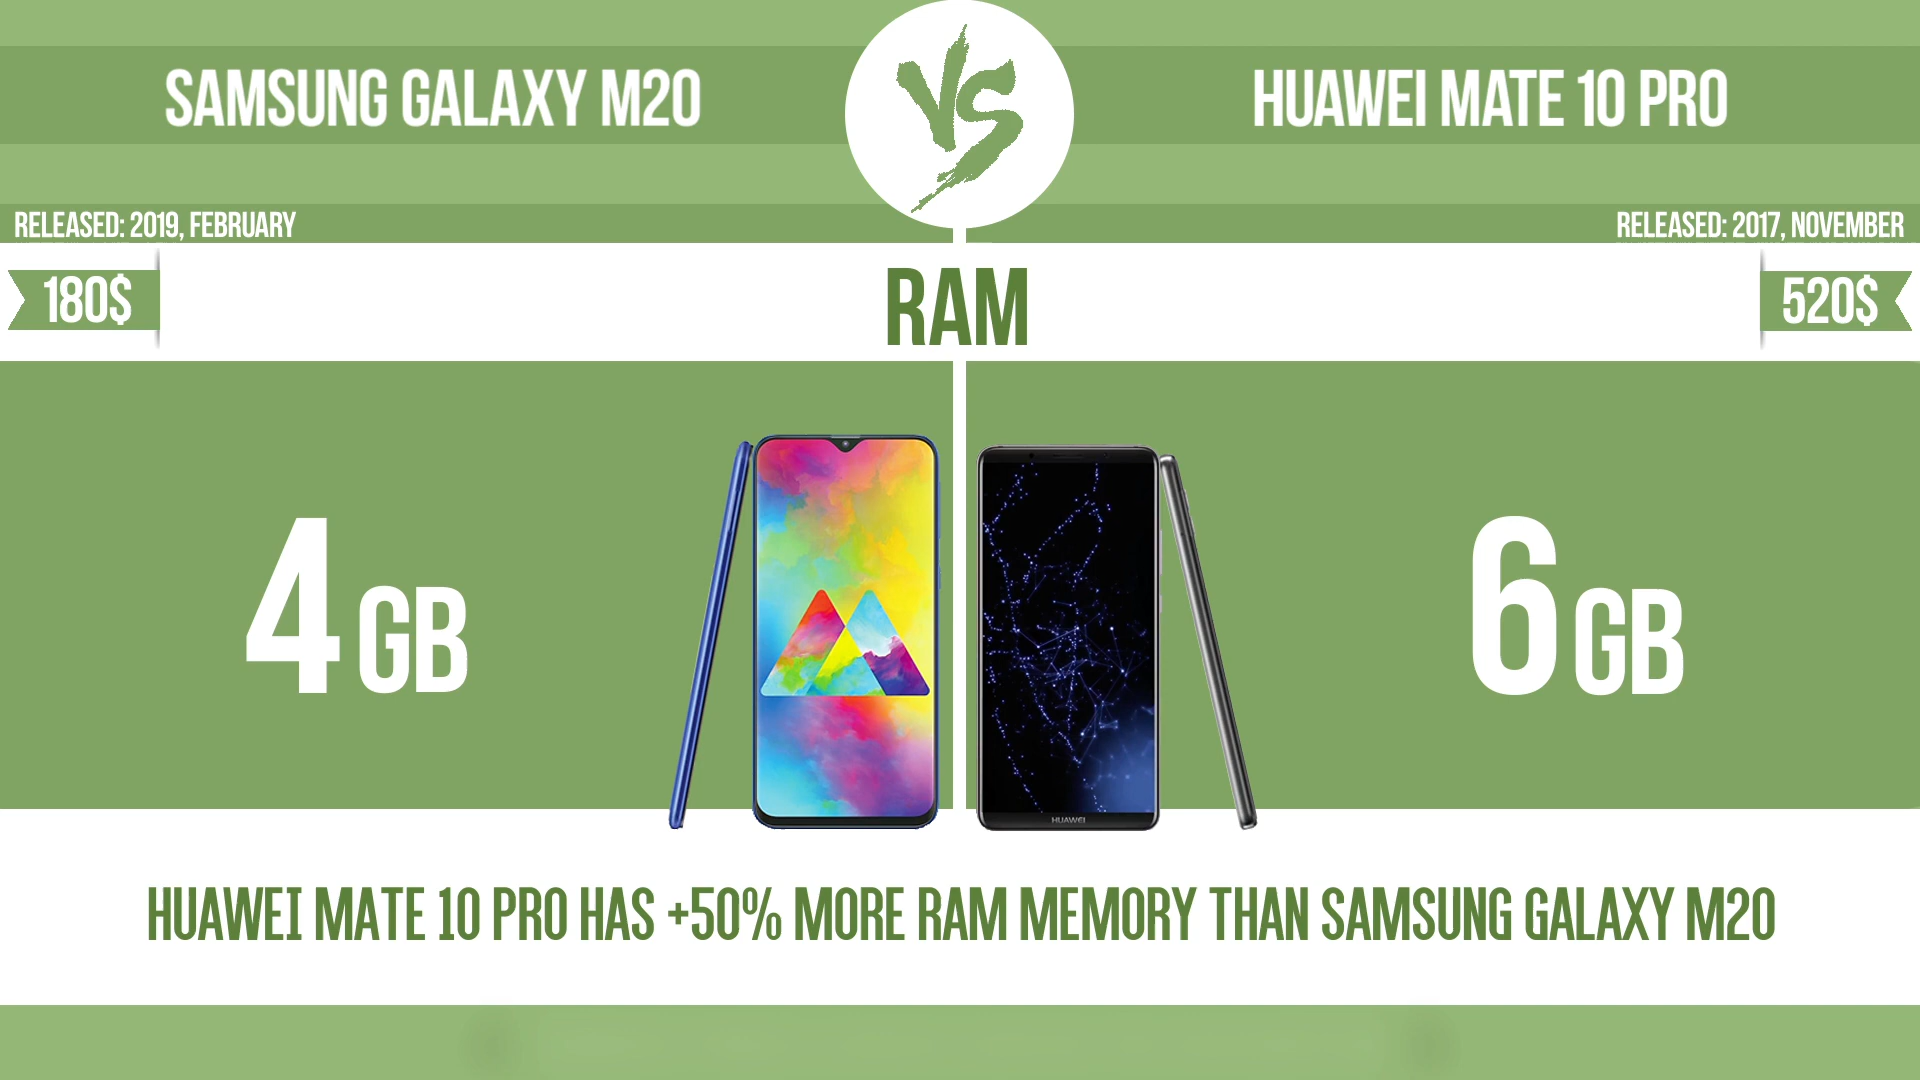 SAMSUNG GALAXY M20
VS
HUAWEI MATE 10 PRO
RELEASED: 2019, FEBRUARY
RELEASED: 2017, NOVEMBER
180$
RAM
520$
4 GB
6 GB
HUAWEI
HUAWEI MATE 10 PRO HAS +50% MORE RAM MEMORY THAN SAMSUNG GALAXY M20